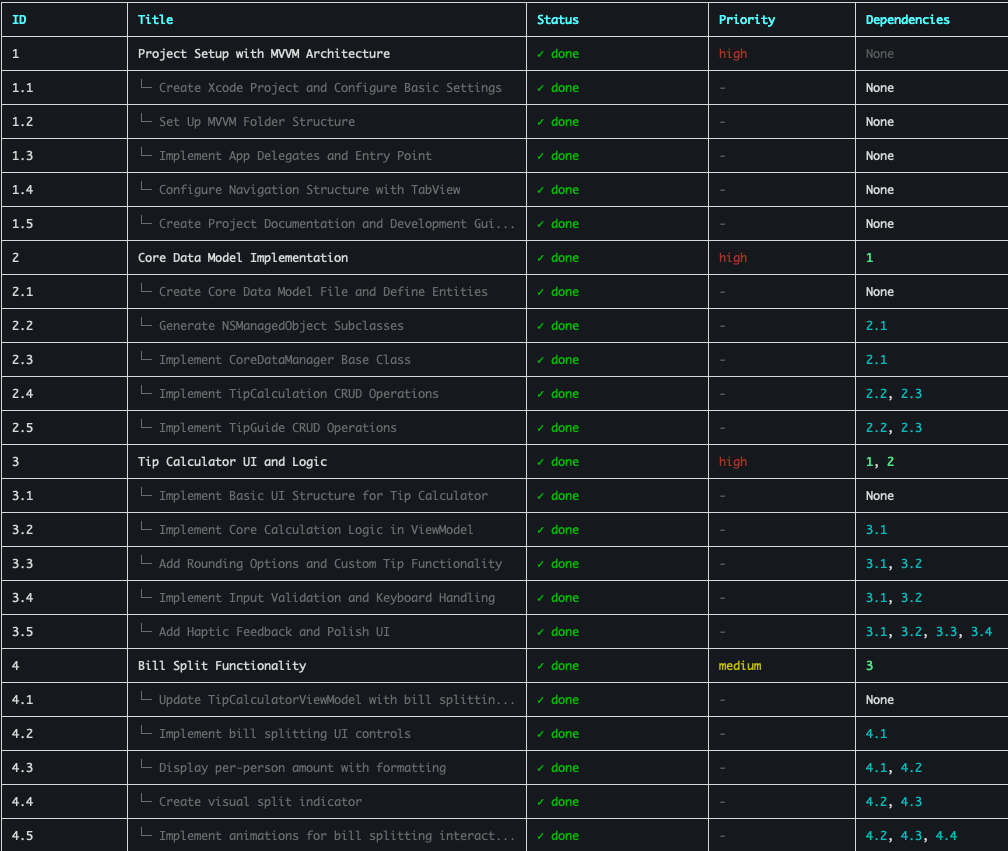 ID Title Status Priority Dependencies
1 Project Setup with MVVM Architecture ✓ done high None
1.1 └─ Create Xcode Project and Configure Basic Settings ✓ done - None
1.2 └─ Set Up MVVM Folder Structure ✓ done - None
1.3 └─ Implement App Delegates and Entry Point ✓ done - None
1.4 └─ Configure Navigation Structure with TabView ✓ done - None
1.5 └─ Create Project Documentation and Development Gui... ✓ done - None
2 Core Data Model Implementation ✓ done high 1
2.1 └─ Create Core Data Model File and Define Entities ✓ done - None
2.2 └─ Generate NSManagedObject Subclasses ✓ done - 2.1
2.3 └─ Implement CoreDataManager Base Class ✓ done - 2.1
2.4 └─ Implement TipCalculation CRUD Operations ✓ done - 2.2, 2.3
2.5 └─ Implement TipGuide CRUD Operations ✓ done - 2.2, 2.3
3 Tip Calculator UI and Logic ✓ done high 1, 2
3.1 └─ Implement Basic UI Structure for Tip Calculator ✓ done - None
3.2 └─ Implement Core Calculation Logic in ViewModel ✓ done - 3.1
3.3 └─ Add Rounding Options and Custom Tip Functionality ✓ done - 3.1, 3.2
3.4 └─ Implement Input Validation and Keyboard Handling ✓ done - 3.1, 3.2
3.5 └─ Add Haptic Feedback and Polish UI ✓ done - 3.1, 3.2, 3.3, 3.4
4 Bill Split Functionality ✓ done medium 3
4.1 └─ Update TipCalculatorViewModel with bill splittin... ✓ done - None
4.2 └─ Implement bill splitting UI controls ✓ done - 4.1
4.3 └─ Display per-person amount with formatting ✓ done - 4.1, 4.2
4.4 └─ Create visual split indicator ✓ done - 4.2, 4.3
4.5 └─ Implement animations for bill splitting interact... ✓ done - 4.2, 4.3, 4.4